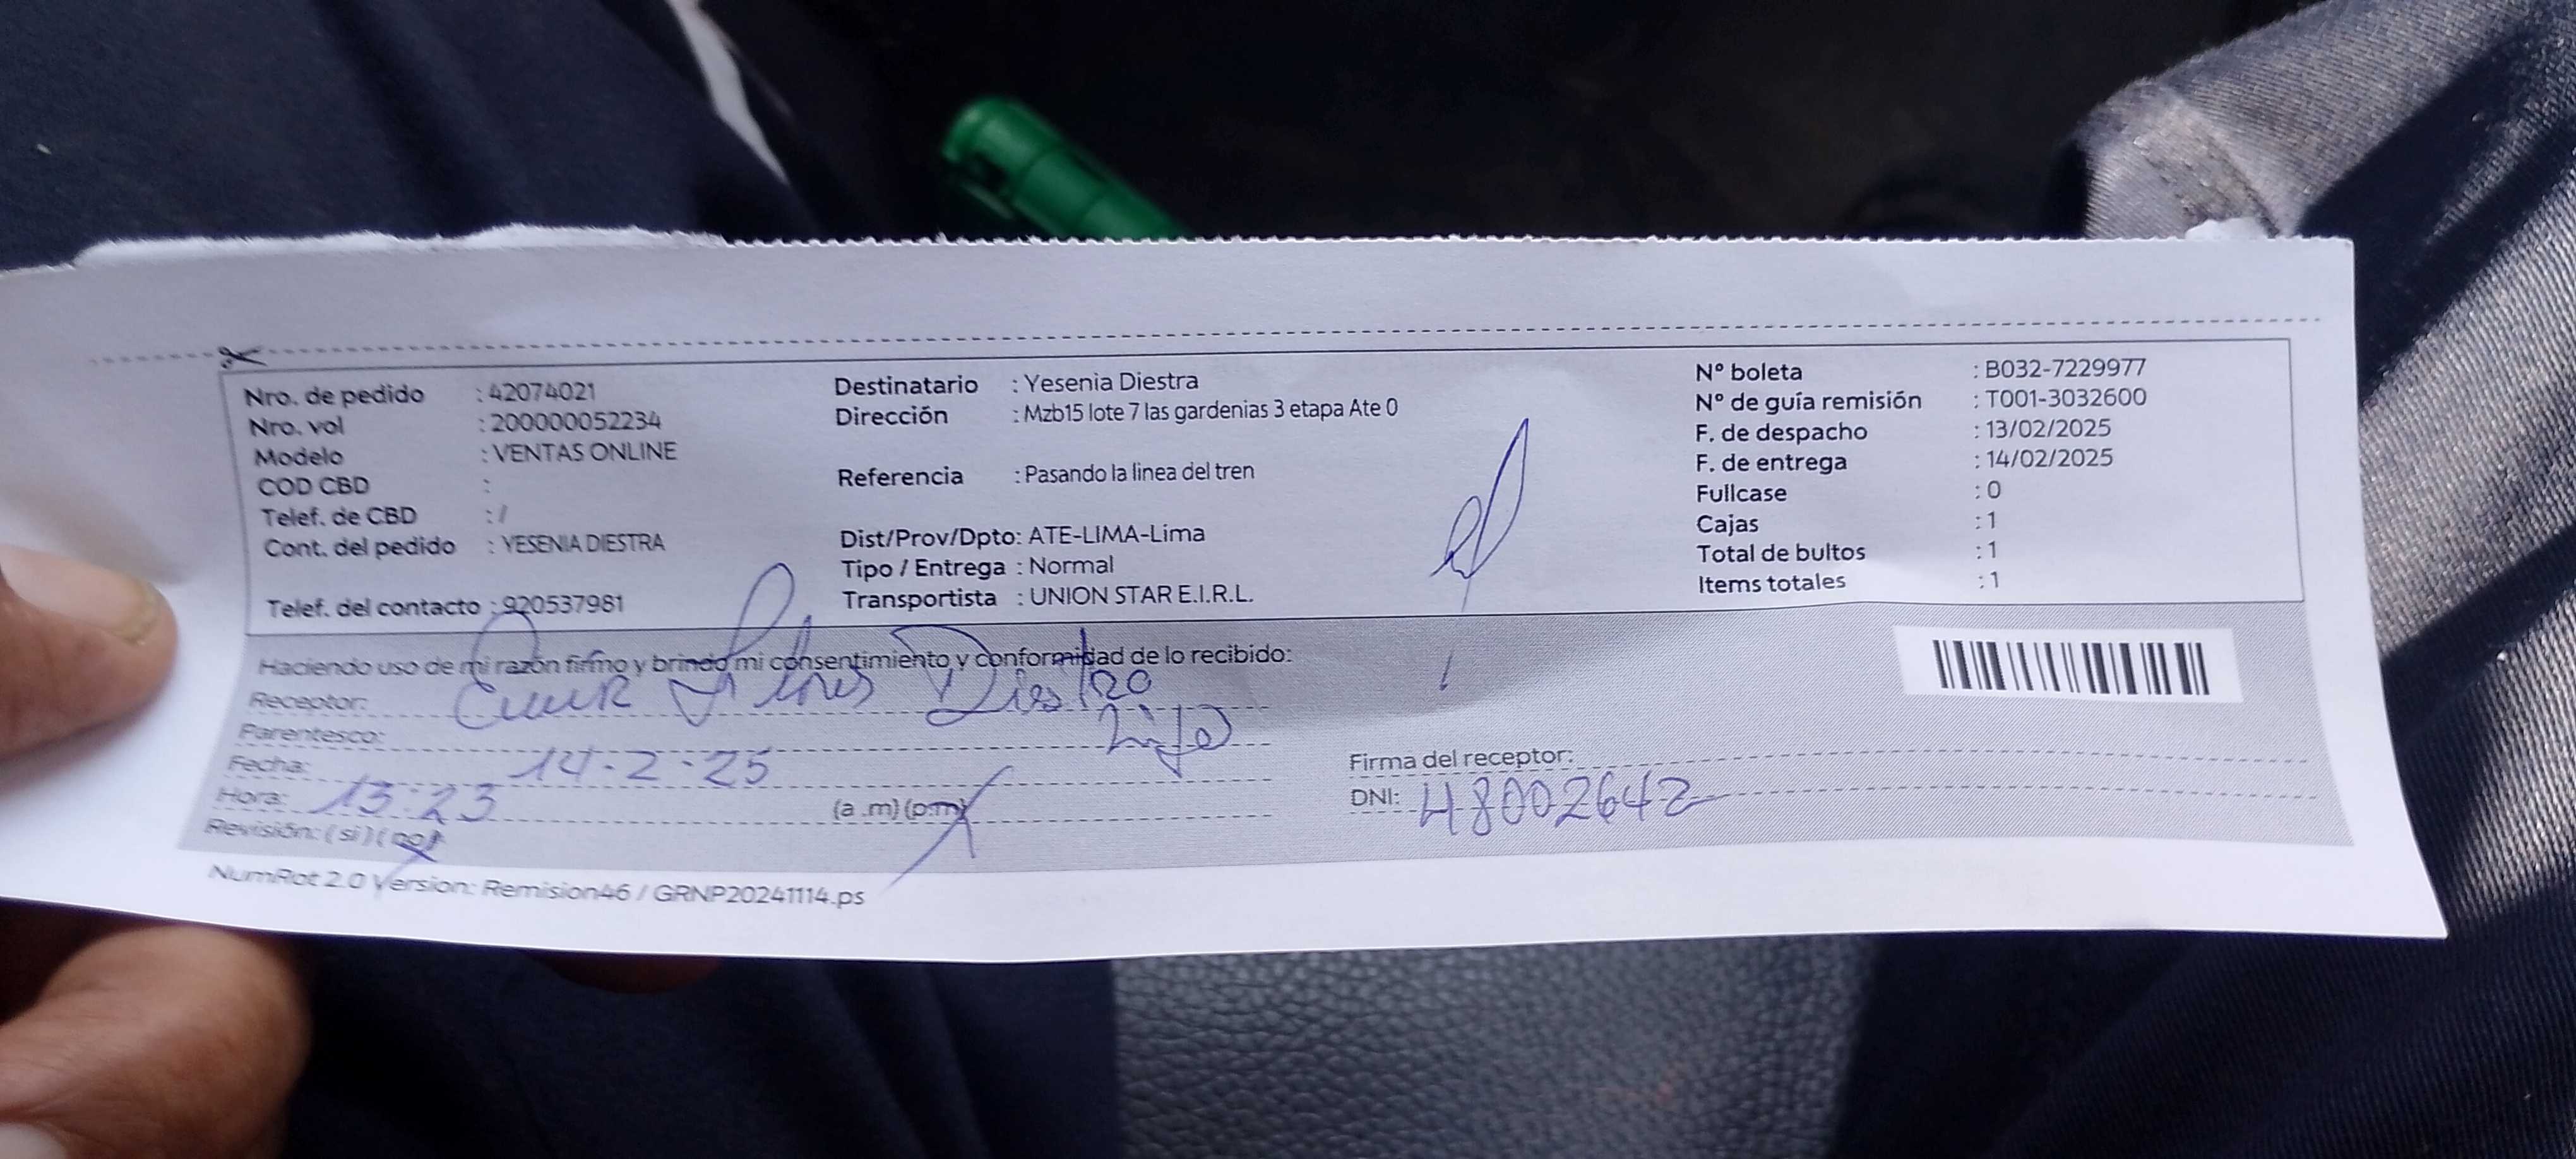 Nro. de pedido : 42074021
Nro. vol : 200000052234
Modelo : VENTAS ONLINE
COD CBD :
Telef. de CBD : /
Cont. del pedido : YESENIA DIESTRA
Telef. del contacto : 920537981
Destinatario : Yesenia Diestra
Dirección : Mzb15 lote 7 las gardenias 3 etapa Ate 0
Referencia : Pasando la linea del tren
Dist/Prov/Dpto: ATE-LIMA-Lima
Tipo / Entrega : Normal
Transportista : UNION STAR E.I.R.L.
Nº boleta : B032-7229977
Nº de guía remisión : T001-3032600
F. de despacho : 13/02/2025
F. de entrega : 14/02/2025
Fullcase : 0
Cajas : 1
Total de bultos : 1
Items totales : 1
Haciendo uso de mi razón firmo y brindo mi consentimiento y conformidad de lo recibido:
Receptor:
Parentesco: Hijo
Fecha: 14-2-25
Hora: 13:23 (a .m) (p.m)
Revisión: ( si ) ( no )
Firma del receptor:
DNI: 48002642
NumRot 2.0 Version: Remision46 / GRNP20241114.ps